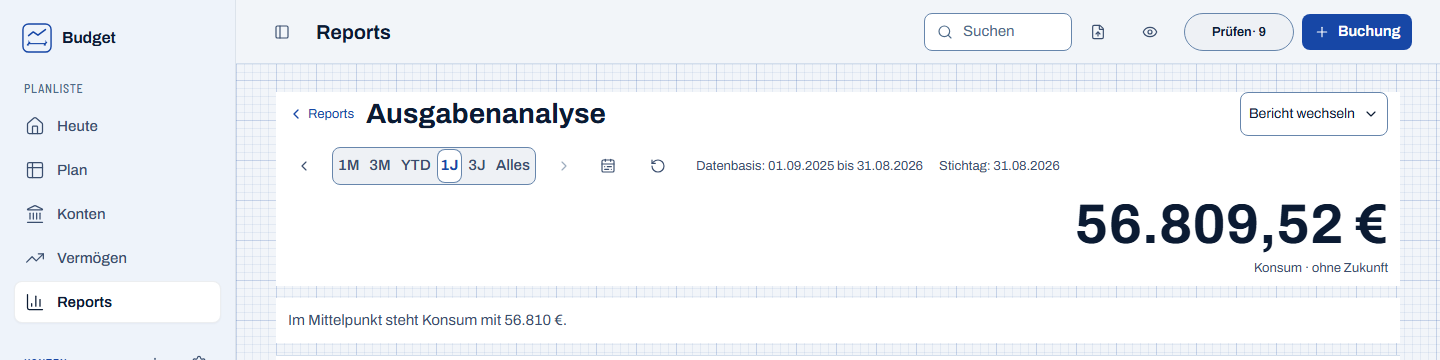 Budget
PLANLISTE
Heute
Plan
Konten
Vermögen
Reports
Reports
Suchen
Prüfen · 9
Buchung
Reports
Ausgabenanalyse
Bericht wechseln
1M 3M YTD 1J 3J Alles
Datenbasis: 01.09.2025 bis 31.08.2026
Stichtag: 31.08.2026
56.809,52 €
Konsum · ohne Zukunft
Im Mittelpunkt steht Konsum mit 56.810 €.